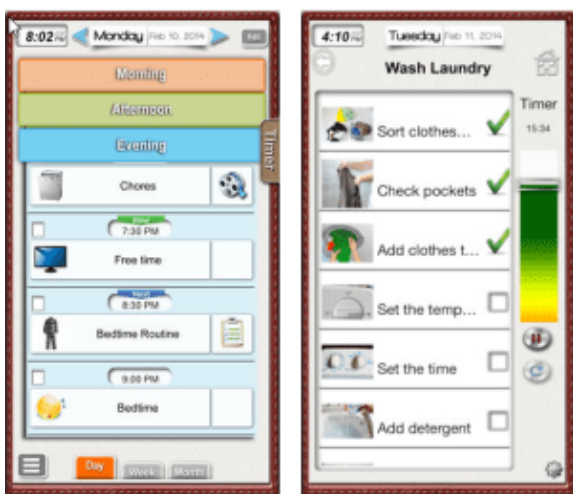 8:02
Monday Feb 10, 2014
Morning
Afternoon
Evening
Timer
Chores
Now
7:30 PM
Free time
Next
8:30 PM
Bedtime Routine
9:00 PM
Bedtime
Day Week Month
4:10
Tuesday Feb 11, 2014
Wash Laundry
Timer
15:34
Sort clothes...
Check pockets
Add clothes t...
Set the temp...
Set the time
Add detergent